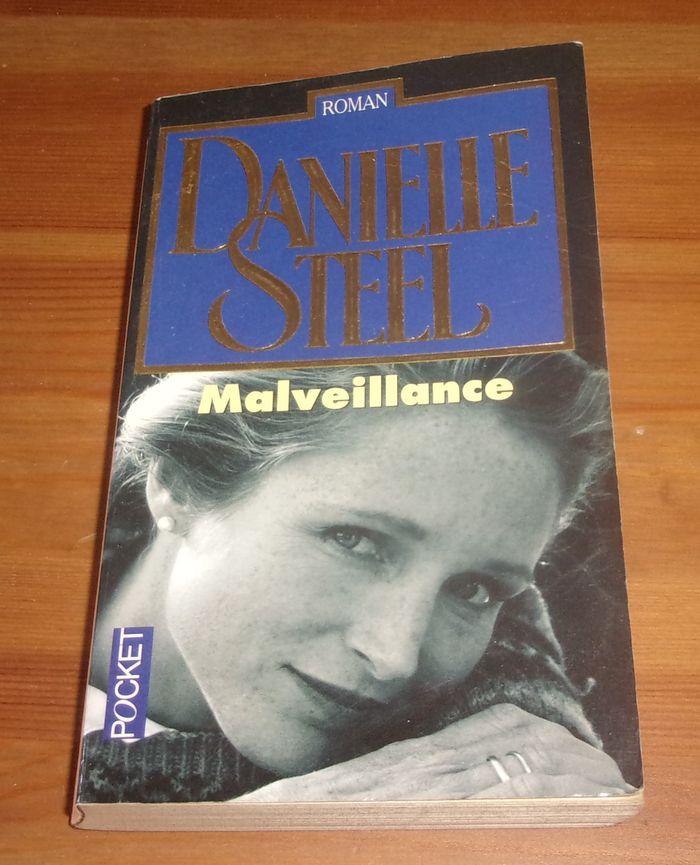 ROMAN
DANIELLE
STEEL
Malveillance
POCKET